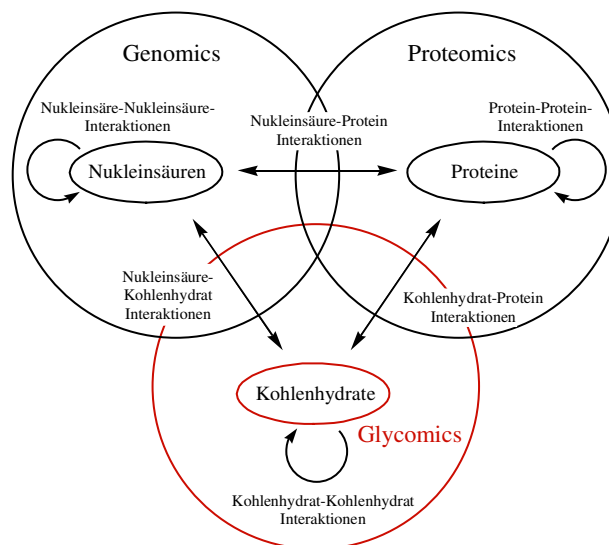 Genomics
Proteomics
Nukleinsäre-Nukleinsäure-
Interaktionen
Nukleinsäure-Protein
Interaktionen
Protein-Protein-
Interaktionen
Nukleinsäuren
Proteine
Nukleinsäure-
Kohlenhydrat
Interaktionen
Kohlenhydrat-Protein
Interaktionen
Kohlenhydrate
Glycomics
Kohlenhydrat-Kohlenhydrat
Interaktionen